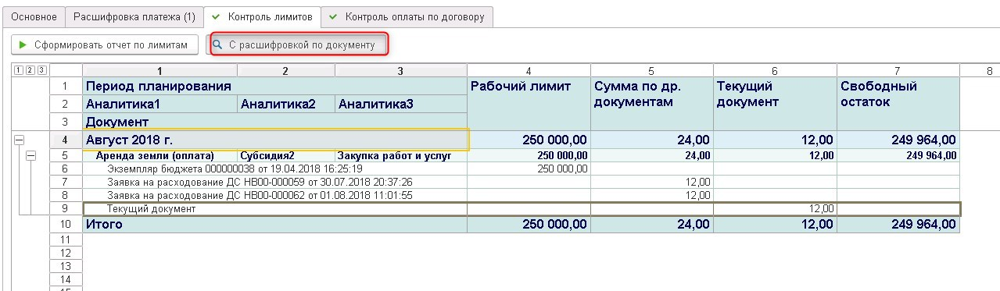 Основное Расшифровка платежа (1) Контроль лимитов Контроль оплаты по договору
Сформировать отчет по лимитам С расшифровкой по документу
1 2 3 1 2 3 4 5 6 7 8
1 Период планирования Рабочий лимит Сумма по др. документам Текущий документ Свободный остаток
2 Аналитика1 Аналитика2 Аналитика3
3 Документ
4 Август 2018 г. 250 000,00 24,00 12,00 249 964,00
5 Аренда земли (оплата) Субсидия2 Закупка работ и услуг 250 000,00 24,00 12,00 249 964,00
6 Экземпляр бюджета 000000038 от 19.04.2018 16:25:19 250 000,00
7 Заявка на расходование ДС НВ00-000059 от 30.07.2018 20:37:26 12,00
8 Заявка на расходование ДС НВ00-000062 от 01.08.2018 11:01:55 12,00
9 Текущий документ 12,00
10 Итого 250 000,00 24,00 12,00 249 964,00
11
12
13
14
15